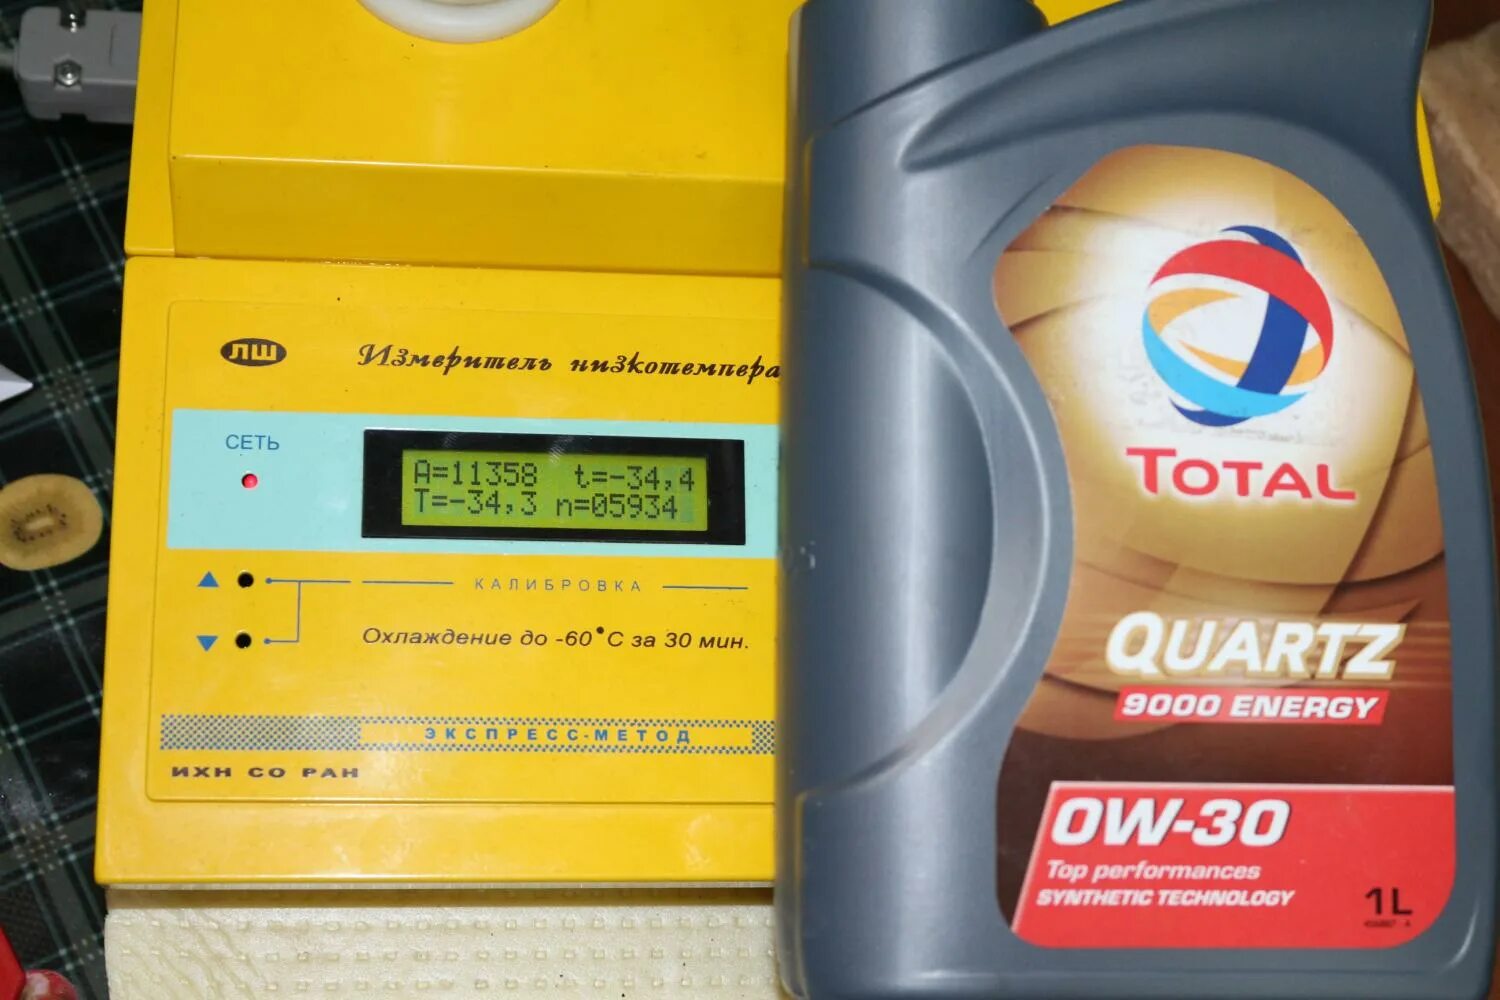 ЛШ
Измеритель низкотемпера
СЕТЬ
A=11358 t=-34,4
T=-34,3 n=05934
КАЛИБРОВКА
Охлаждение до -60°С за 30 мин.
ЭКСПРЕСС-МЕТОД
ИХН СО РАН
TOTAL
QUARTZ
9000 ENERGY
0W-30
Top performances
SYNTHETIC TECHNOLOGY
1L